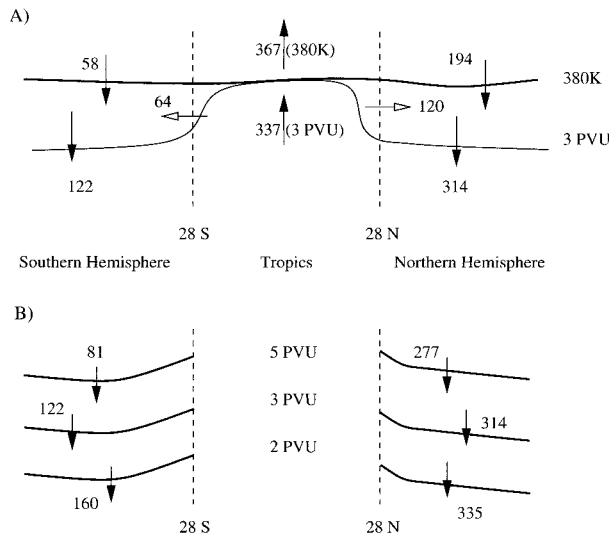 A)
367 (380K)
58
194
380K
64
120
337 (3 PVU)
3 PVU
122
314
28 S
28 N
Southern Hemisphere
Tropics
Northern Hemisphere
B)
81
5 PVU
277
122
3 PVU
314
2 PVU
160
335
28 S
28 N